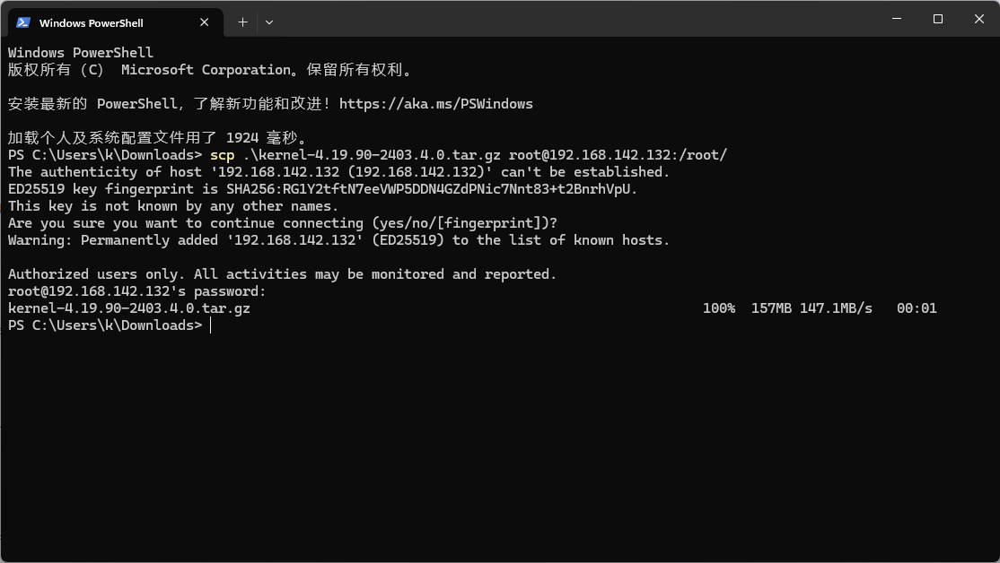 Windows PowerShell
Windows PowerShell
版权所有（C） Microsoft Corporation。保留所有权利。
安装最新的 PowerShell，了解新功能和改进！https://aka.ms/PSWindows
加载个人及系统配置文件用了 1924 毫秒。
PS C:\Users\k\Downloads> scp .\kernel-4.19.90-2403.4.0.tar.gz root@192.168.142.132:/root/
The authenticity of host '192.168.142.132 (192.168.142.132)' can't be established.
ED25519 key fingerprint is SHA256:RG1Y2tftN7eeVWP5DDN4GZdPNic7Nnt83+t2BnrhVpU.
This key is not known by any other names.
Are you sure you want to continue connecting (yes/no/[fingerprint])?
Warning: Permanently added '192.168.142.132' (ED25519) to the list of known hosts.
Authorized users only. All activities may be monitored and reported.
root@192.168.142.132's password:
kernel-4.19.90-2403.4.0.tar.gz 100% 157MB 147.1MB/s 00:01
PS C:\Users\k\Downloads>